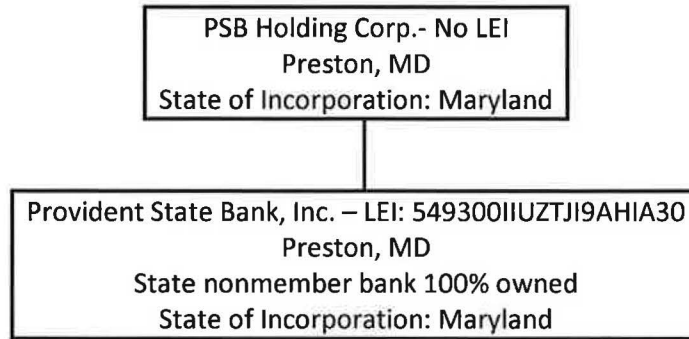 PSB Holding Corp.- No LEI
Preston, MD
State of Incorporation: Maryland
Provident State Bank, Inc. – LEI: 549300IIUZTJI9AHIA30
Preston, MD
State nonmember bank 100% owned
State of Incorporation: Maryland